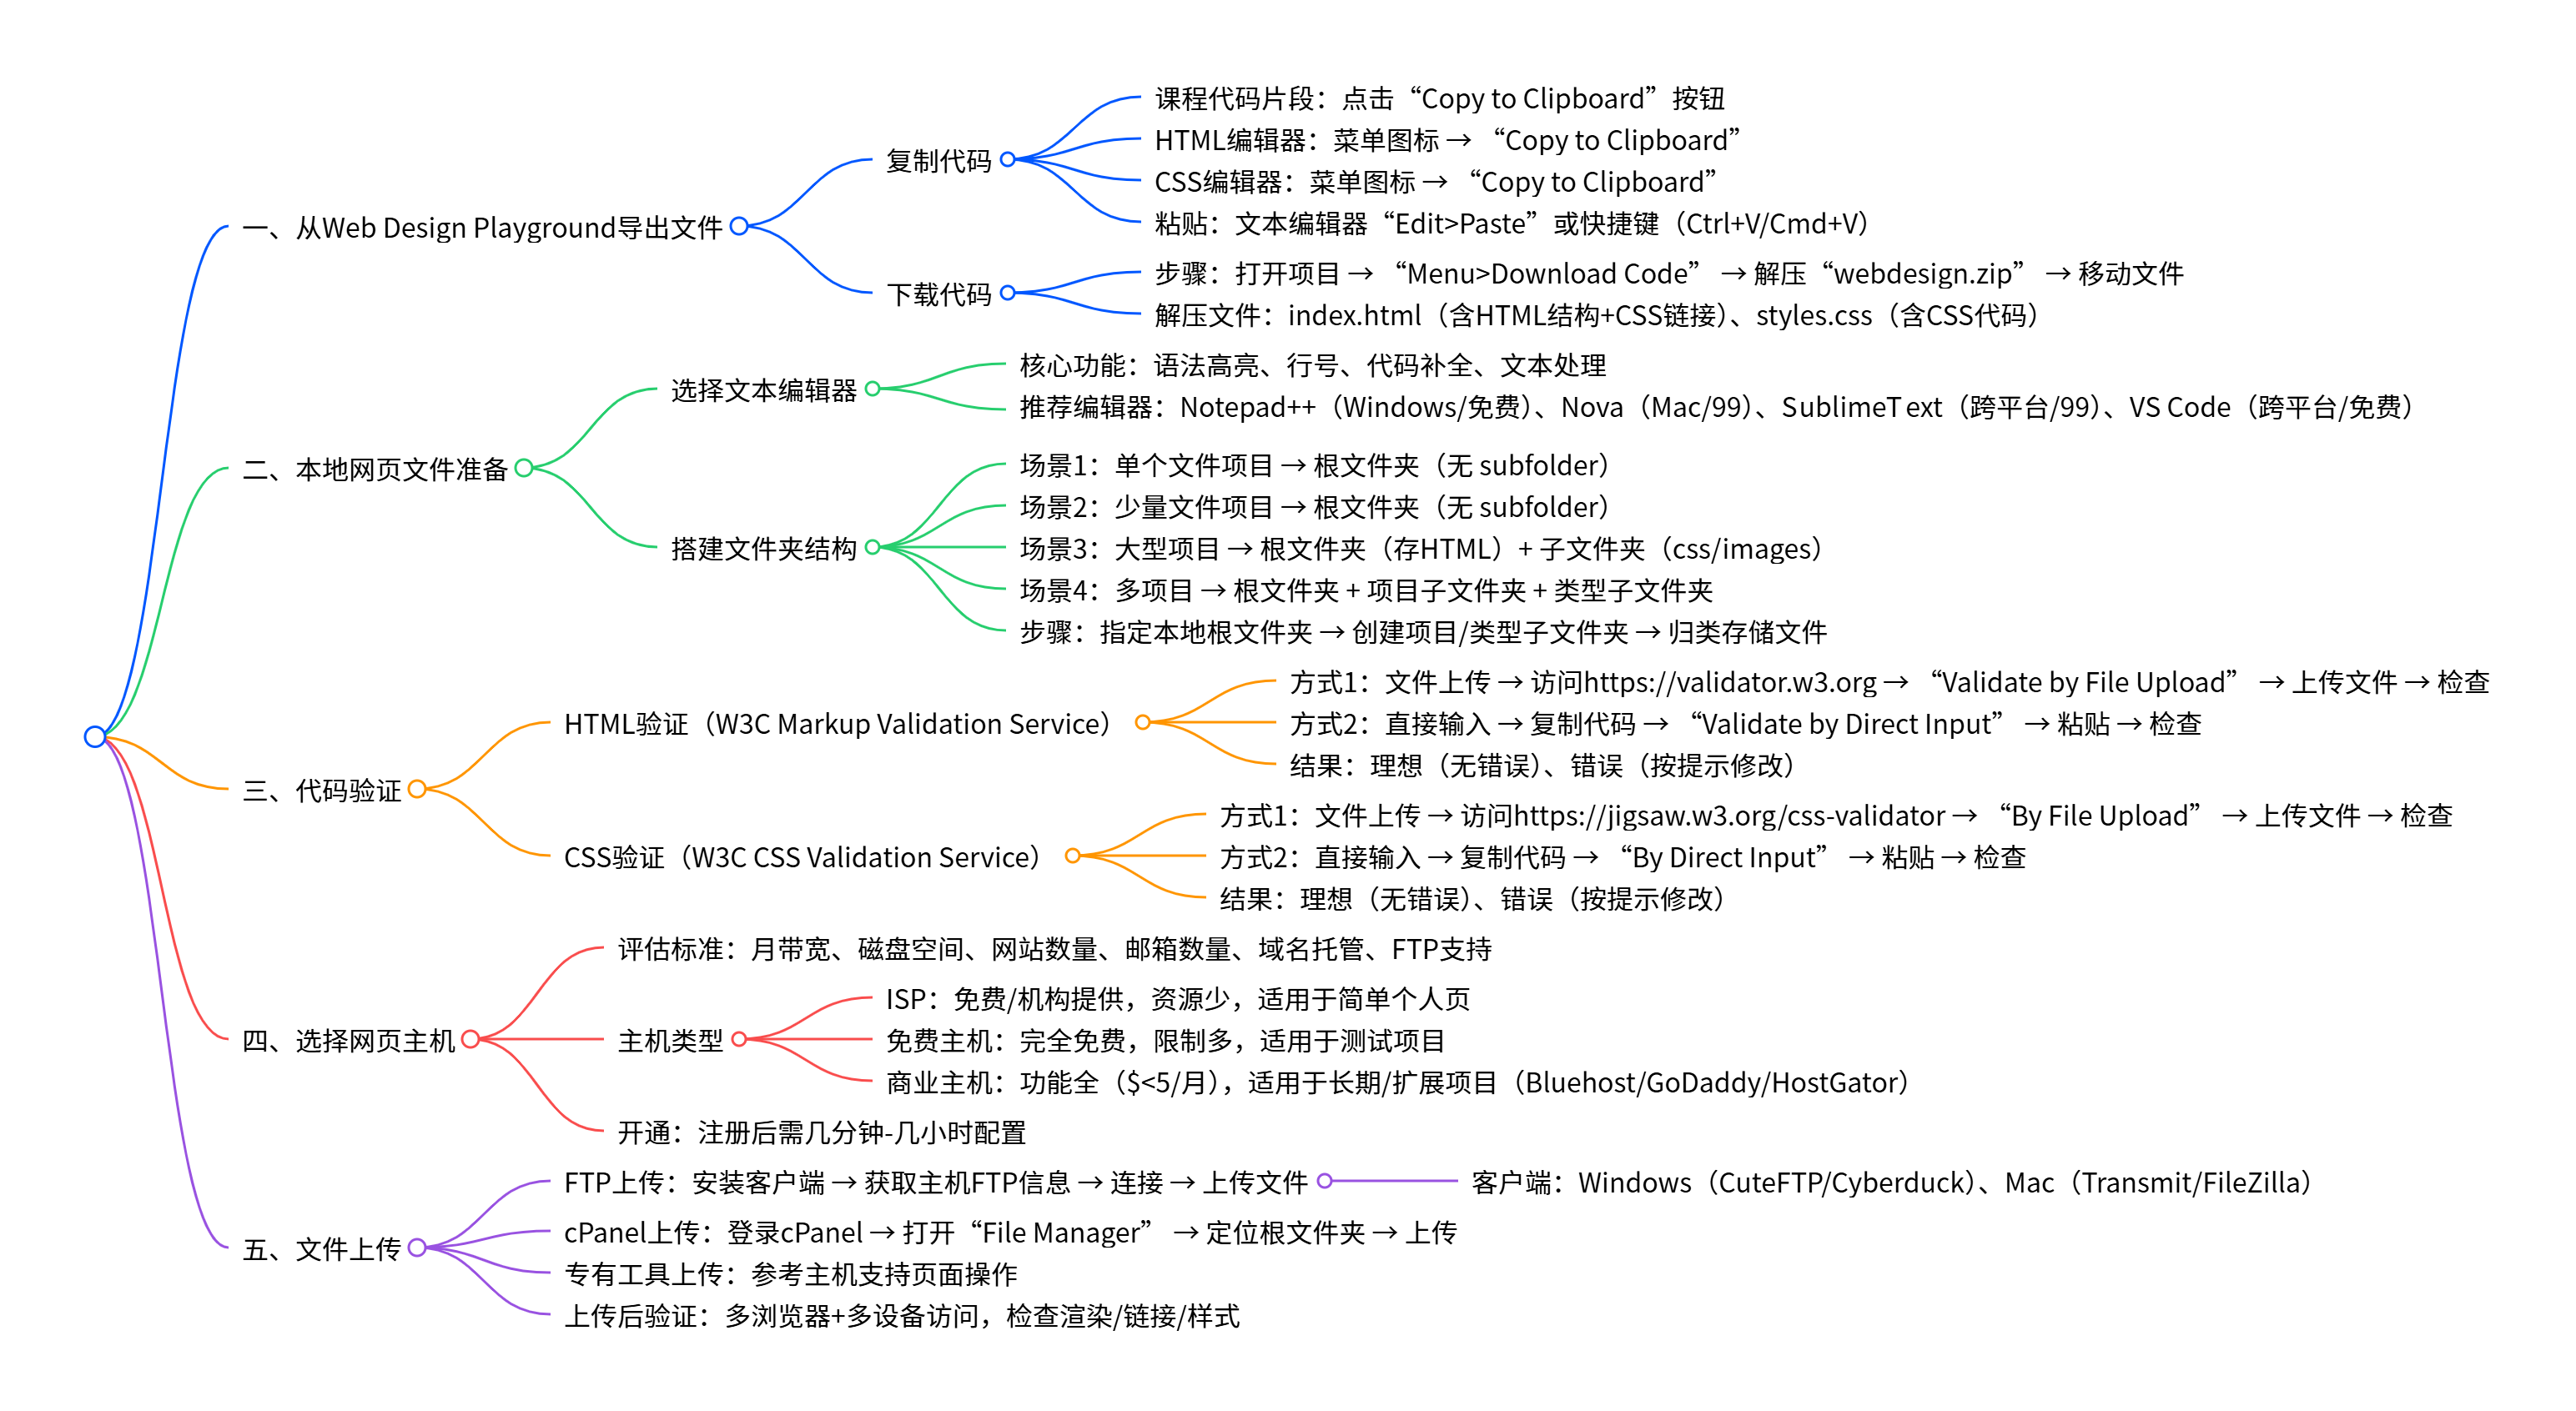 一、从Web Design Playground导出文件
复制代码
课程代码片段：点击“Copy to Clipboard”按钮
HTML编辑器：菜单图标 → “Copy to Clipboard”
CSS编辑器：菜单图标 → “Copy to Clipboard”
粘贴：文本编辑器“Edit>Paste”或快捷键（Ctrl+V/Cmd+V）
下载代码
步骤：打开项目 → “Menu>Download Code” → 解压“webdesign.zip” → 移动文件
解压文件：index.html（含HTML结构+CSS链接）、styles.css（含CSS代码）
二、本地网页文件准备
选择文本编辑器
核心功能：语法高亮、行号、代码补全、文本处理
推荐编辑器：Notepad++（Windows/免费）、Nova（Mac/99）、SublimeText（跨平台/99）、VS Code（跨平台/免费）
搭建文件夹结构
场景1：单个文件项目 → 根文件夹（无 subfolder）
场景2：少量文件项目 → 根文件夹（无 subfolder）
场景3：大型项目 → 根文件夹（存HTML）+ 子文件夹（css/images）
场景4：多项目 → 根文件夹 + 项目子文件夹 + 类型子文件夹
步骤：指定本地根文件夹 → 创建项目/类型子文件夹 → 归类存储文件
三、代码验证
HTML验证（W3C Markup Validation Service）
方式1：文件上传 → 访问https://validator.w3.org → “Validate by File Upload” → 上传文件 → 检查
方式2：直接输入 → 复制代码 → “Validate by Direct Input” → 粘贴 → 检查
结果：理想（无错误）、错误（按提示修改）
CSS验证（W3C CSS Validation Service）
方式1：文件上传 → 访问https://jigsaw.w3.org/css-validator → “By File Upload” → 上传文件 → 检查
方式2：直接输入 → 复制代码 → “By Direct Input” → 粘贴 → 检查
结果：理想（无错误）、错误（按提示修改）
四、选择网页主机
评估标准：月带宽、磁盘空间、网站数量、邮箱数量、域名托管、FTP支持
主机类型
ISP：免费/机构提供，资源少，适用于简单个人页
免费主机：完全免费，限制多，适用于测试项目
商业主机：功能全（$<5/月），适用于长期/扩展项目（Bluehost/GoDaddy/HostGator）
开通：注册后需几分钟-几小时配置
五、文件上传
FTP上传：安装客户端 → 获取主机FTP信息 → 连接 → 上传文件
客户端：Windows（CuteFTP/Cyberduck）、Mac（Transmit/FileZilla）
cPanel上传：登录cPanel → 打开“File Manager” → 定位根文件夹 → 上传
专有工具上传：参考主机支持页面操作
上传后验证：多浏览器+多设备访问，检查渲染/链接/样式